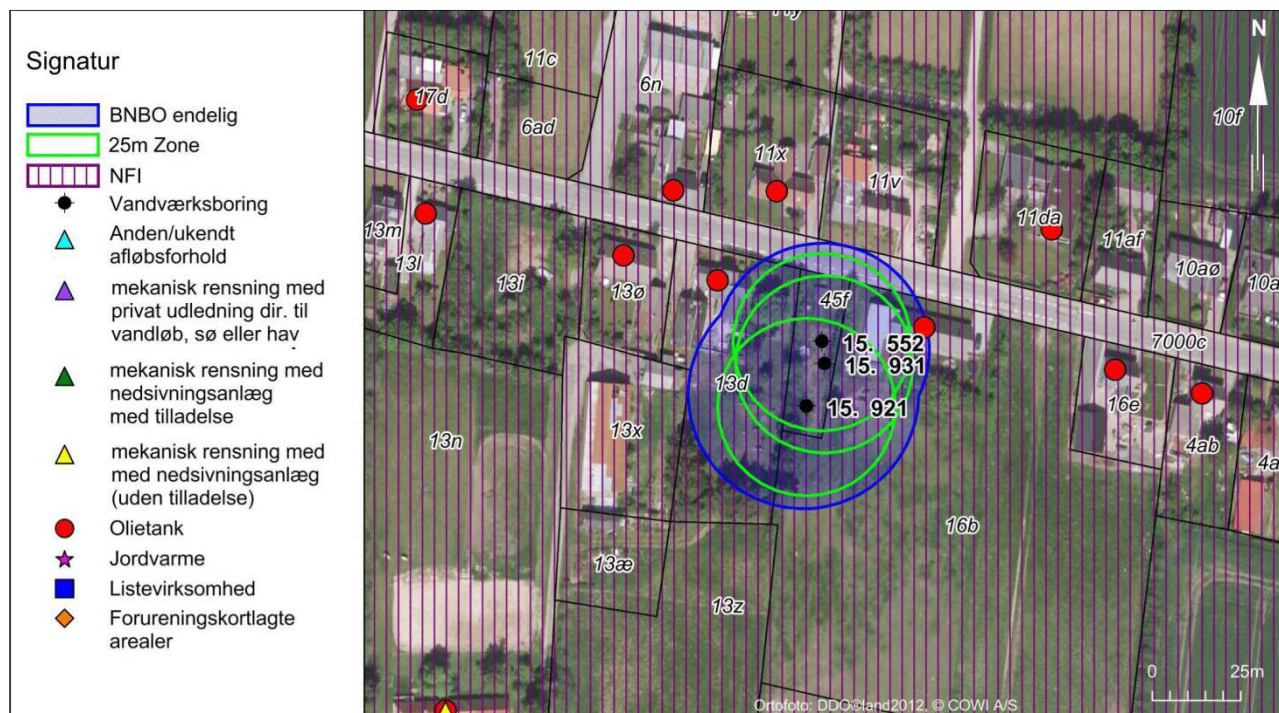 Signatur
BNBO endelig
25m Zone
NFI
Vandværksboring
Anden/ukendt
afløbsforhold
mekanisk rensning med
privat udledning dir. til
vandløb, sø eller hav
mekanisk rensning med
nedsivningsanlæg
med tilladelse
mekanisk rensning med
med nedsivningsanlæg
(uden tilladelse)
Olietank
Jordvarme
Listevirksomhed
Forureningskortlagte
arealer
N
11c
6n
17d
6ad
10f
11x
11v
11da
11af
13m
13l
13i
13ø
10aø
10a
45f
7000c
15. 552
15. 931
13d
15. 921
16e
13x
13n
4ab
4a
16b
13æ
13z
0 25m
Ortofoto: DDO®land2012, © COWI A/S